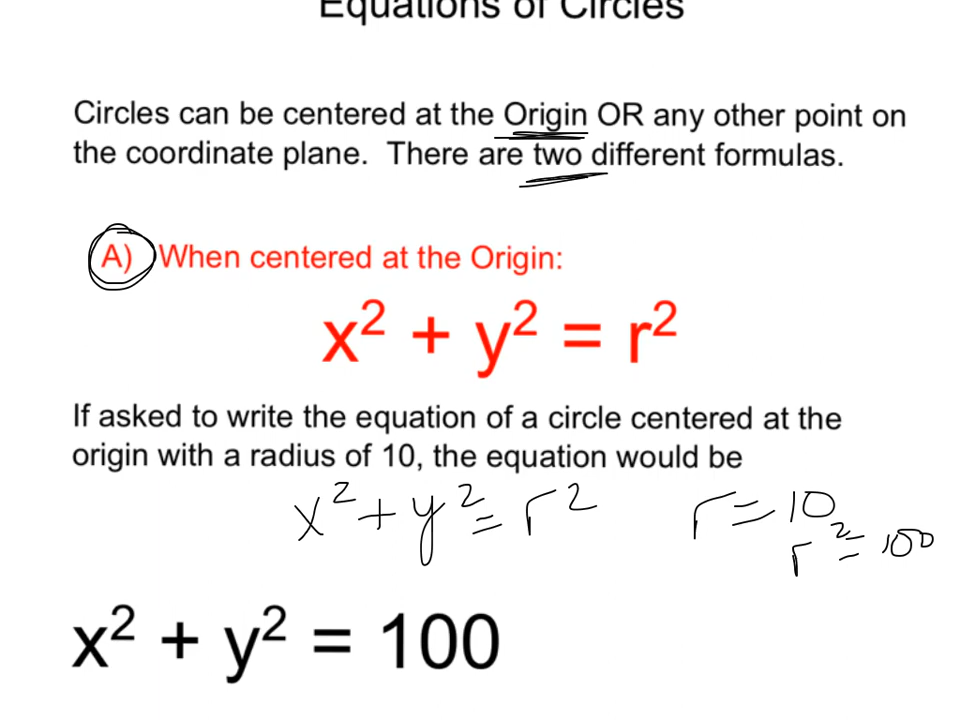 Equations of Circles
Circles can be centered at the Origin OR any other point on
the coordinate plane. There are two different formulas.
A) When centered at the Origin:
x² + y² = r²
If asked to write the equation of a circle centered at the
origin with a radius of 10, the equation would be
x² + y² = r² r = 10
r² = 100
x² + y² = 100